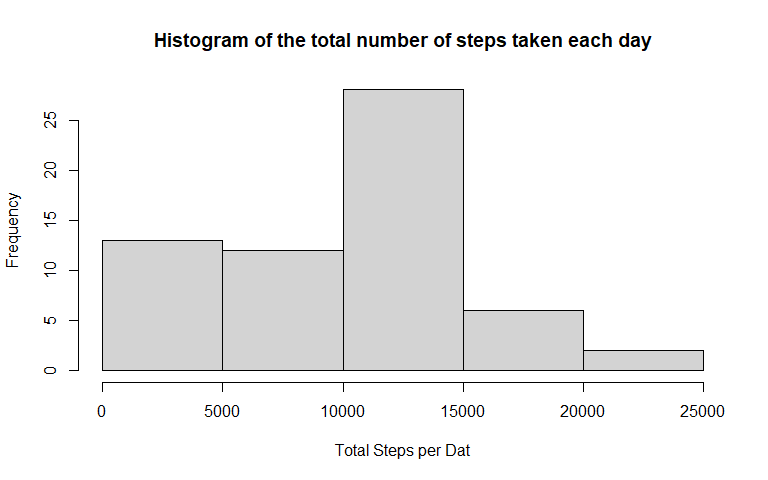 Histogram of the total number of steps taken each day
Frequency
25
20
15
10
5
0
0 5000 10000 15000 20000 25000
Total Steps per Dat